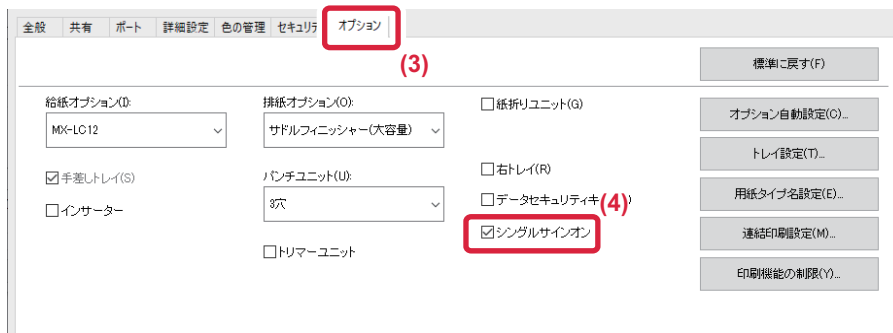 全般 共有 ポート 詳細設定 色の管理 セキュリテ オプション
(3)
標準に戻す(F)
給紙オプション(I):
MX-LC12
排紙オプション(O):
サドルフィニッシャー(大容量)
紙折りユニット(G)
オプション自動設定(C)...
手差しトレイ(S)
パンチユニット(U):
右トレイ(R)
トレイ設定(T)...
インサーター
3穴
データセキュリティキ
(4)
用紙タイプ名設定(E)...
シングルサインオン
連結印刷設定(M)...
トリマーユニット
印刷機能の制限(Y)...